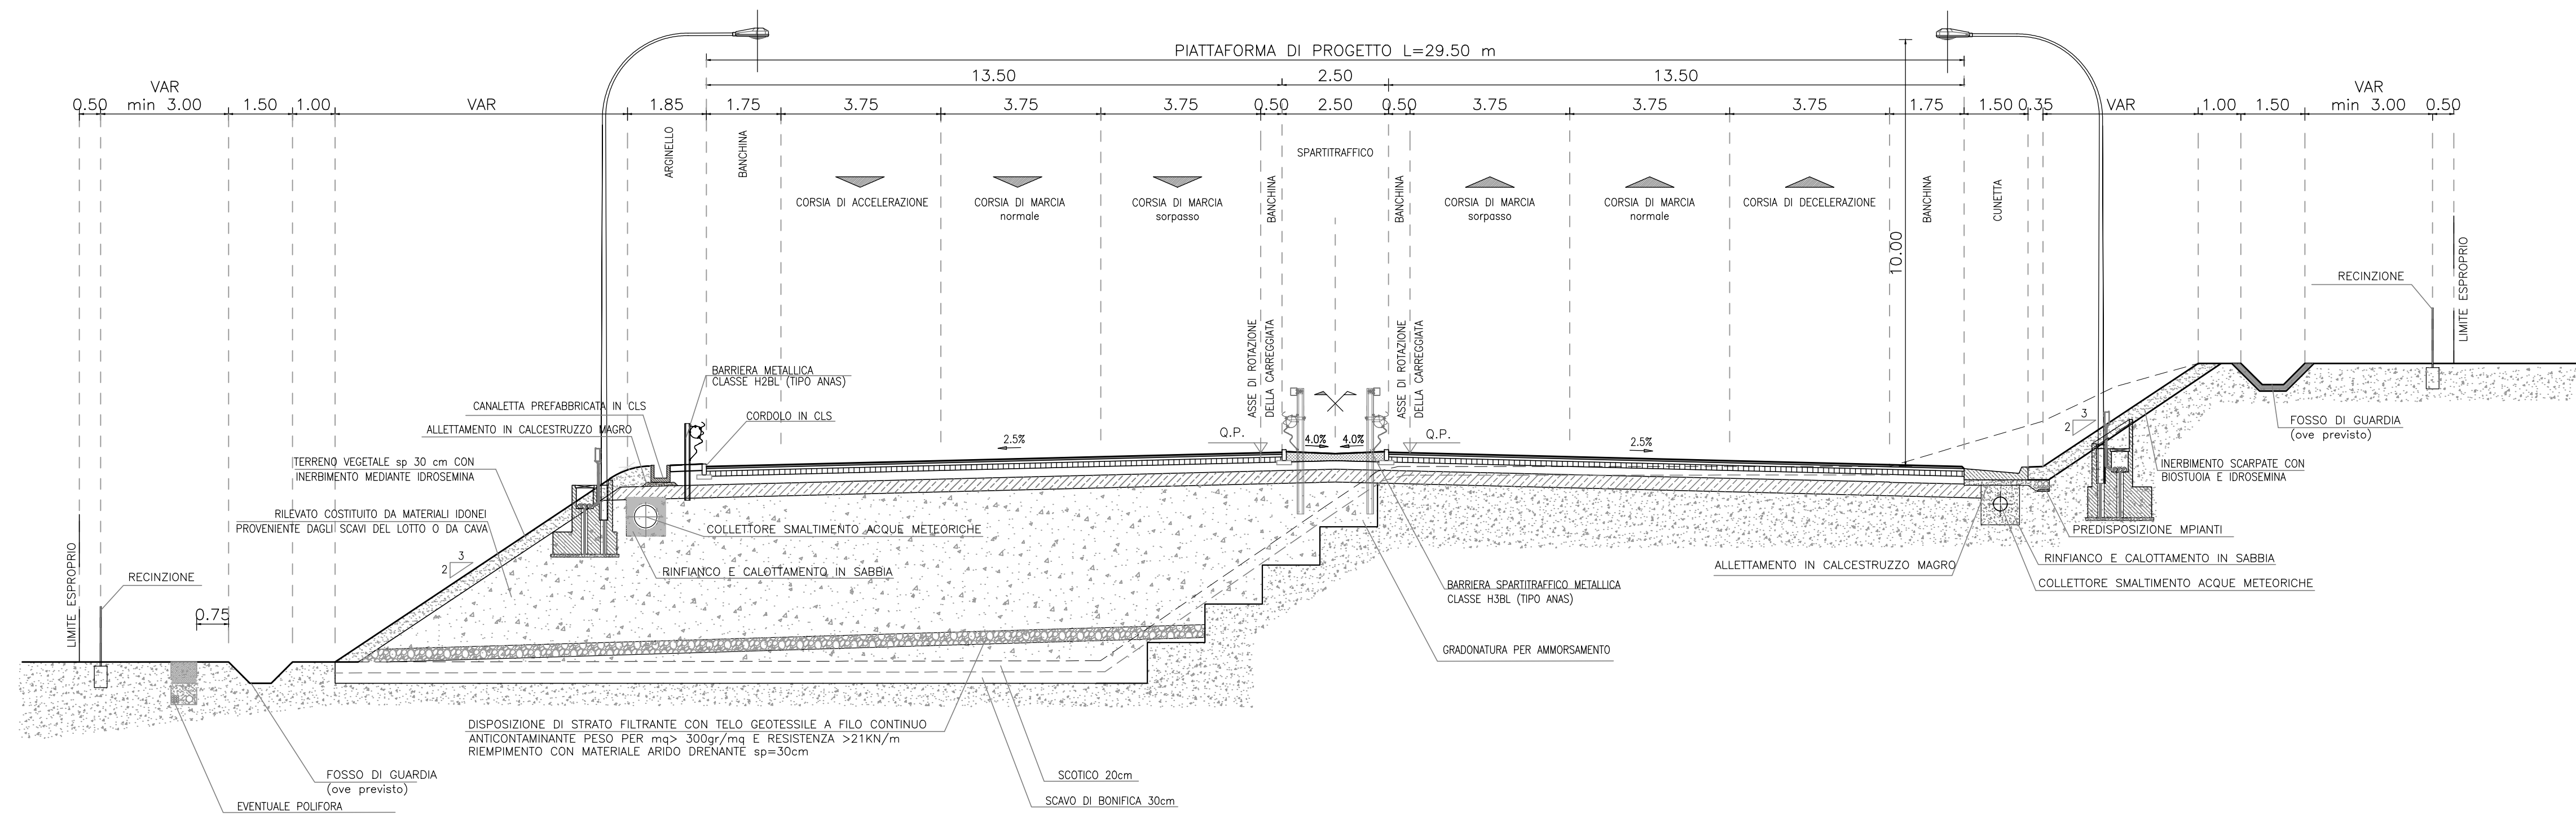 PIATTAFORMA DI PROGETTO L=29.50 m
13.50 2.50 13.50
VAR VAR
0.50 min 3.00 1.50 1.00 VAR 1.85 1.75 3.75 3.75 3.75 0.50 2.50 0.50 3.75 3.75 3.75 1.75 1.50 0.35 VAR 1.00 1.50 min 3.00 0.50
ARGINELLO
BANCHINA
SPARTITRAFFICO
CORSIA DI ACCELERAZIONE
CORSIA DI MARCIA
normale
CORSIA DI MARCIA
sorpasso
BANCHINA
BANCHINA
CORSIA DI MARCIA
sorpasso
CORSIA DI MARCIA
normale
CORSIA DI DECELERAZIONE
BANCHINA
CUNETTA
10.00
RECINZIONE
LIMITE ESPROPRIO
ASSE DI ROTAZIONE
DELLA CARREGGIATA
ASSE DI ROTAZIONE
DELLA CARREGGIATA
BARRIERA METALLICA
CLASSE H2BL (TIPO ANAS)
CANALETTA PREFABBRICATA IN CLS
CORDOLO IN CLS
ALLETTAMENTO IN CALCESTRUZZO MAGRO
2.5%
Q.P.
4.0% 4.0%
Q.P.
2.5%
3
2
FOSSO DI GUARDIA
(ove previsto)
TERRENO VEGETALE sp 30 cm CON
INERBIMENTO MEDIANTE IDROSEMINA
INERBIMENTO SCARPATE CON
BIOSTUOIA E IDROSEMINA
RILEVATO COSTITUITO DA MATERIALI IDONEI
PROVENIENTE DAGLI SCAVI DEL LOTTO O DA CAVA
COLLETTORE SMALTIMENTO ACQUE METEORICHE
PREDISPOSIZIONE MPIANTI
RINFIANCO E CALOTTAMENTO IN SABBIA
RINFIANCO E CALOTTAMENTO IN SABBIA
ALLETTAMENTO IN CALCESTRUZZO MAGRO
COLLETTORE SMALTIMENTO ACQUE METEORICHE
3
2
LIMITE ESPROPRIO
RECINZIONE
0.75
BARRIERA SPARTITRAFFICO METALLICA
CLASSE H3BL (TIPO ANAS)
GRADONATURA PER AMMORSAMENTO
DISPOSIZIONE DI STRATO FILTRANTE CON TELO GEOTESSILE A FILO CONTINUO
ANTICONTAMINANTE PESO PER mq> 300gr/mq E RESISTENZA >21KN/m
RIEMPIMENTO CON MATERIALE ARIDO DRENANTE sp=30cm
FOSSO DI GUARDIA
(ove previsto)
SCOTICO 20cm
EVENTUALE POLIFORA
SCAVO DI BONIFICA 30cm